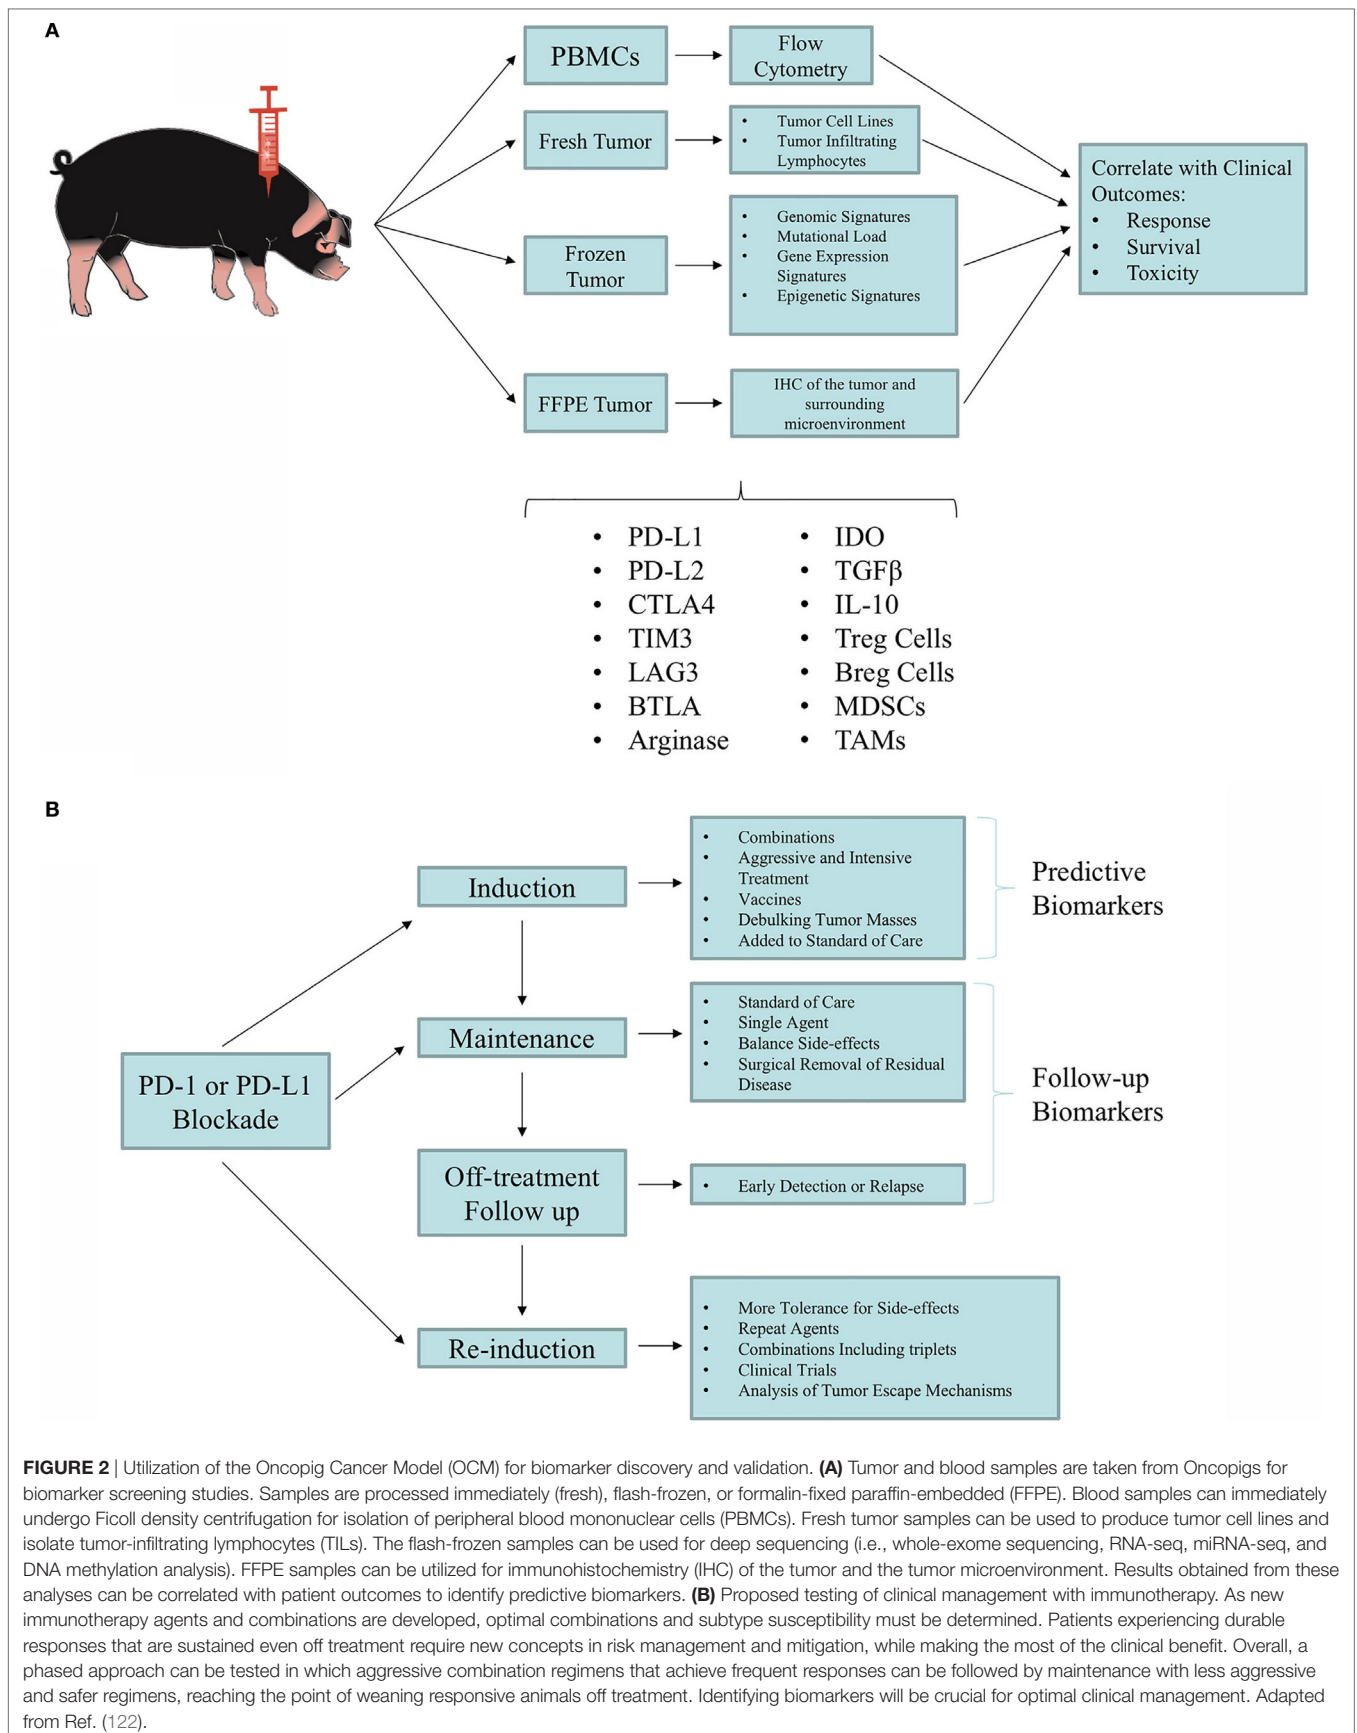 A
PBMCs
Flow
Cytometry
Fresh Tumor
• Tumor Cell Lines
• Tumor Infiltrating
Lymphocytes
Frozen
Tumor
• Genomic Signatures
• Mutational Load
• Gene Expression
Signatures
• Epigenetic Signatures
FFPE Tumor
IHC of the tumor and
surrounding
microenvironment
Correlate with Clinical
Outcomes:
• Response
• Survival
• Toxicity
• PD-L1
• PD-L2
• CTLA4
• TIM3
• LAG3
• BTLA
• Arginase
• IDO
• TGFβ
• IL-10
• Treg Cells
• Breg Cells
• MDSCs
• TAMs
B
PD-1 or PD-L1
Blockade
Induction
• Combinations
• Aggressive and Intensive
Treatment
• Vaccines
• Debulking Tumor Masses
• Added to Standard of Care
Predictive
Biomarkers
Maintenance
• Standard of Care
• Single Agent
• Balance Side-effects
• Surgical Removal of Residual
Disease
Off-treatment
Follow up
• Early Detection or Relapse
Follow-up
Biomarkers
Re-induction
• More Tolerance for Side-effects
• Repeat Agents
• Combinations Including triplets
• Clinical Trials
• Analysis of Tumor Escape Mechanisms
FIGURE 2 | Utilization of the Oncopig Cancer Model (OCM) for biomarker discovery and validation. (A) Tumor and blood samples are taken from Oncopigs for
biomarker screening studies. Samples are processed immediately (fresh), flash-frozen, or formalin-fixed paraffin-embedded (FFPE). Blood samples can immediately
undergo Ficoll density centrifugation for isolation of peripheral blood mononuclear cells (PBMCs). Fresh tumor samples can be used to produce tumor cell lines and
isolate tumor-infiltrating lymphocytes (TILs). The flash-frozen samples can be used for deep sequencing (i.e., whole-exome sequencing, RNA-seq, miRNA-seq, and
DNA methylation analysis). FFPE samples can be utilized for immunohistochemistry (IHC) of the tumor and the tumor microenvironment. Results obtained from these
analyses can be correlated with patient outcomes to identify predictive biomarkers. (B) Proposed testing of clinical management with immunotherapy. As new
immunotherapy agents and combinations are developed, optimal combinations and subtype susceptibility must be determined. Patients experiencing durable
responses that are sustained even off treatment require new concepts in risk management and mitigation, while making the most of the clinical benefit. Overall, a
phased approach can be tested in which aggressive combination regimens that achieve frequent responses can be followed by maintenance with less aggressive
and safer regimens, reaching the point of weaning responsive animals off treatment. Identifying biomarkers will be crucial for optimal clinical management. Adapted
from Ref. (122).